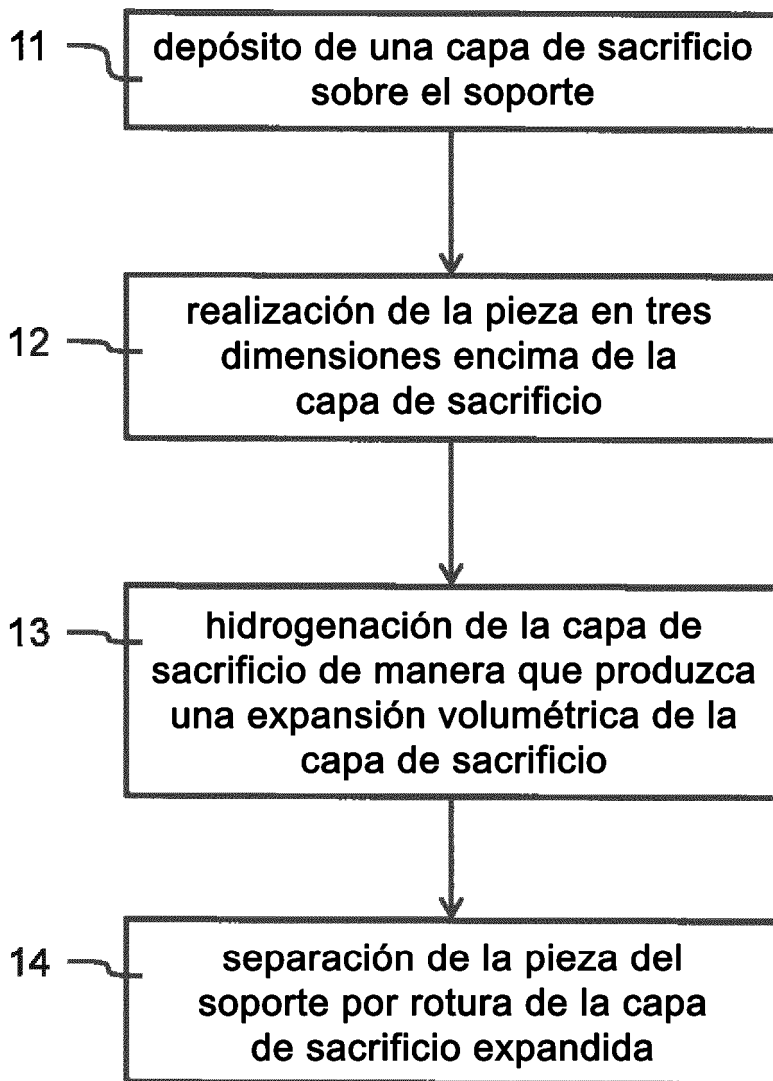 11
depósito de una capa de sacrificio
sobre el soporte
12
realización de la pieza en tres
dimensiones encima de la
capa de sacrificio
13
hidrogenación de la capa de
sacrificio de manera que produzca
una expansión volumétrica de la
capa de sacrificio
14
separación de la pieza del
soporte por rotura de la capa
de sacrificio expandida